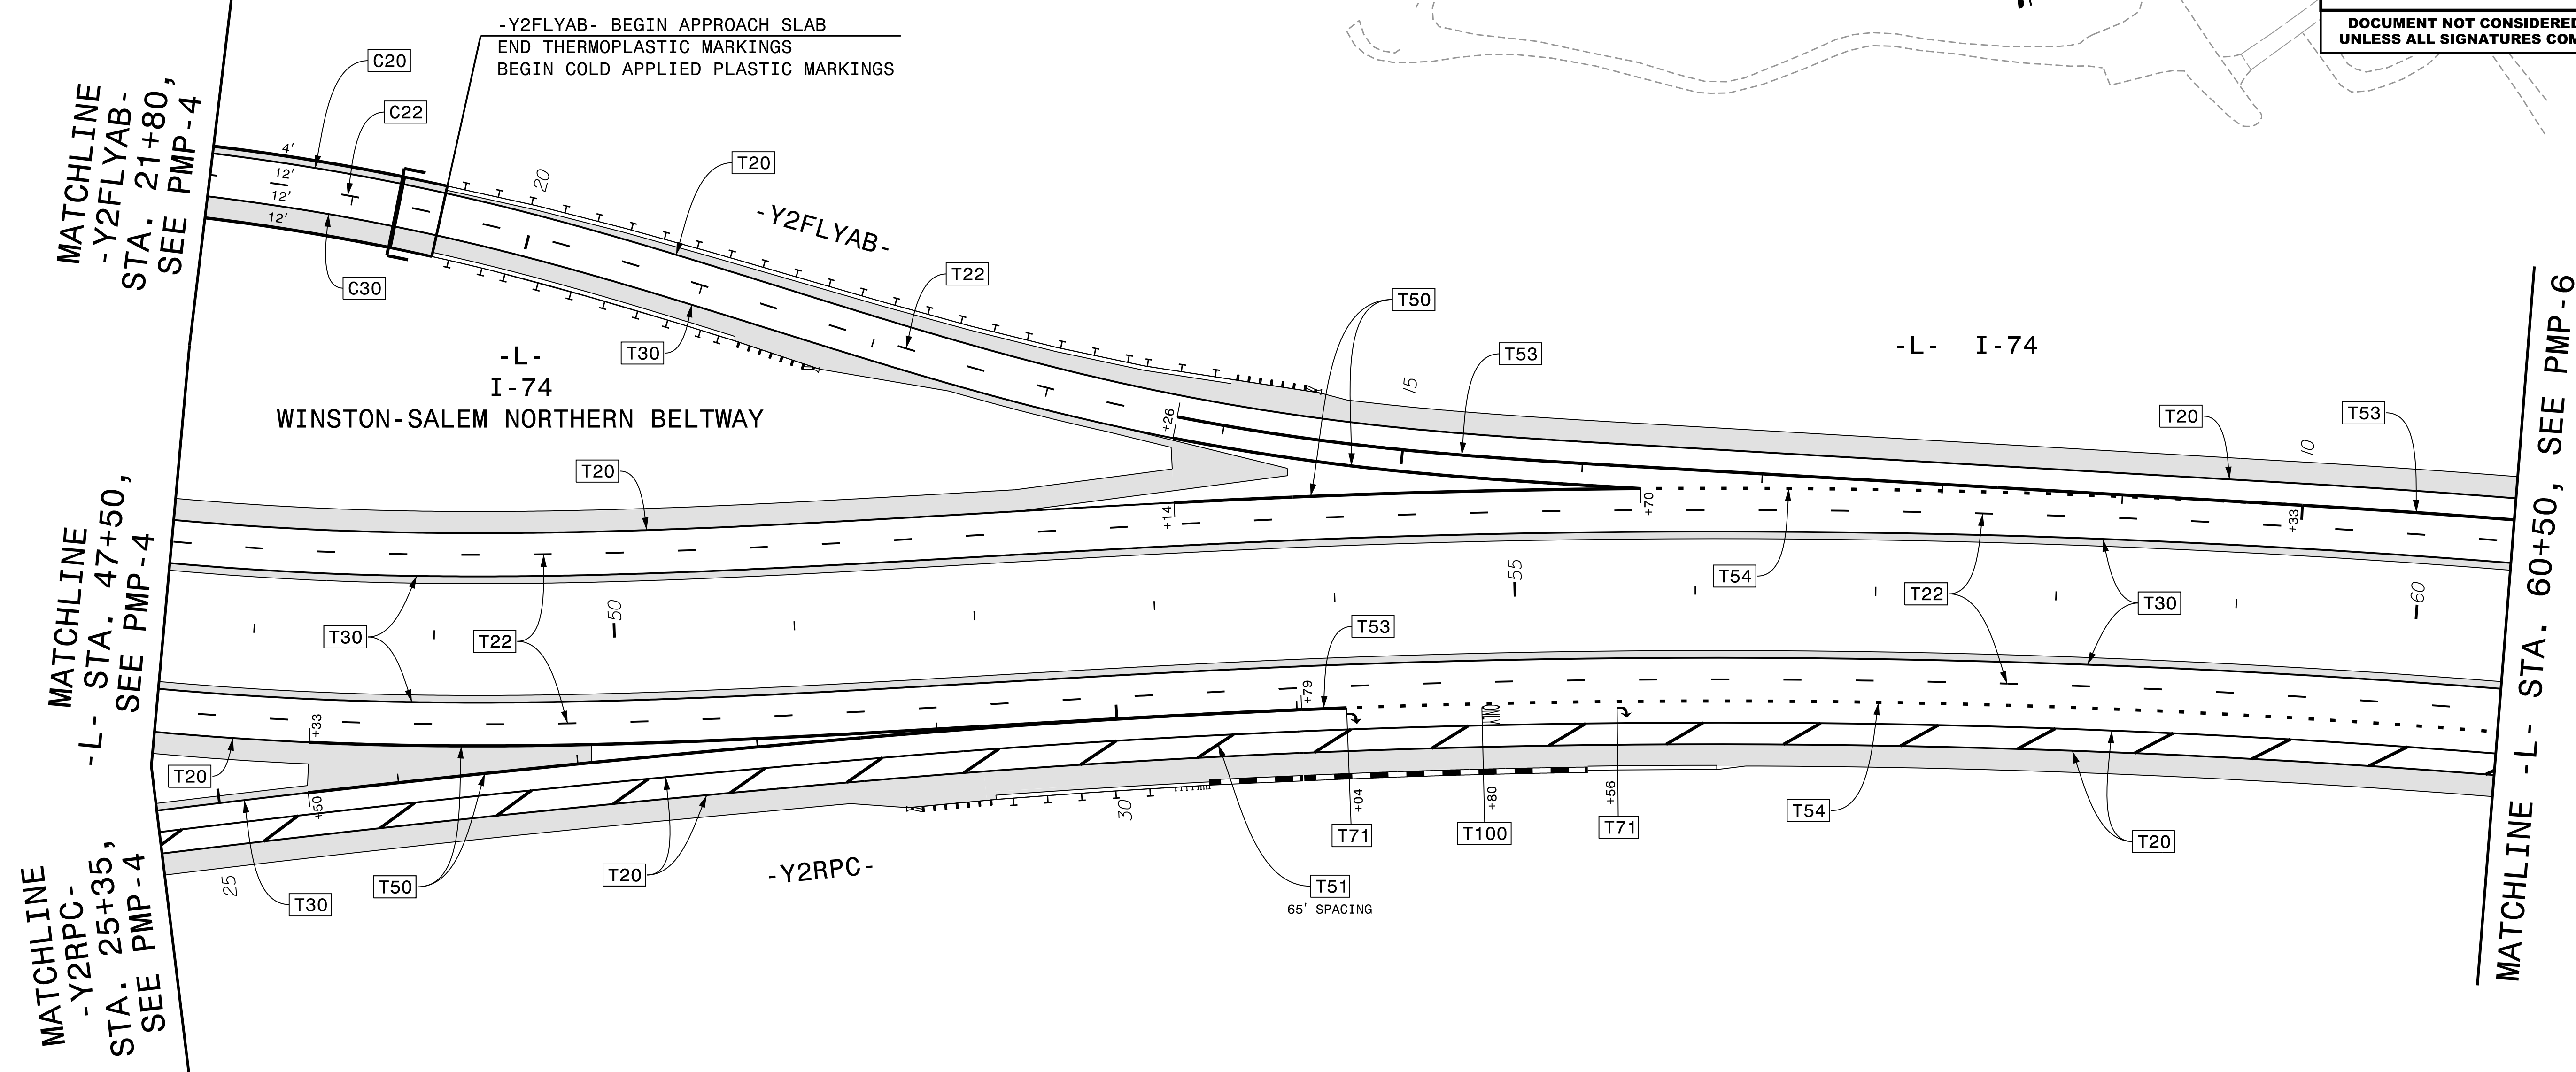 -Y2FLYAB- BEGIN APPROACH SLAB
END THERMOPLASTIC MARKINGS
BEGIN COLD APPLIED PLASTIC MARKINGS
DOCUMENT NOT CONSIDERED
UNLESS ALL SIGNATURES COM
MATCHLINE
-Y2FLYAB-
STA. 21+80,
SEE PMP-4
C20
C22
4'
12'
12'
12'
C30
20
T20
-Y2FLYAB-
T22
T30
T50
T53
15
-L- I-74
T20
T53
10
-L-
I-74
WINSTON-SALEM NORTHERN BELTWAY
T20
+26
+14
+70
+33
MATCHLINE
-L- STA. 47+50,
SEE PMP-4
T30
T22
50
55
60
T54
T22
T30
T53
+79
+33
T20
+50
25
T30
T50
T20
-Y2RPC-
30
T51
65' SPACING
ONLY
+04
T71
+80
T100
+56
T71
T54
T20
MATCHLINE
-Y2RPC-
STA. 25+35,
SEE PMP-4
MATCHLINE -L- STA. 60+50, SEE PMP-6